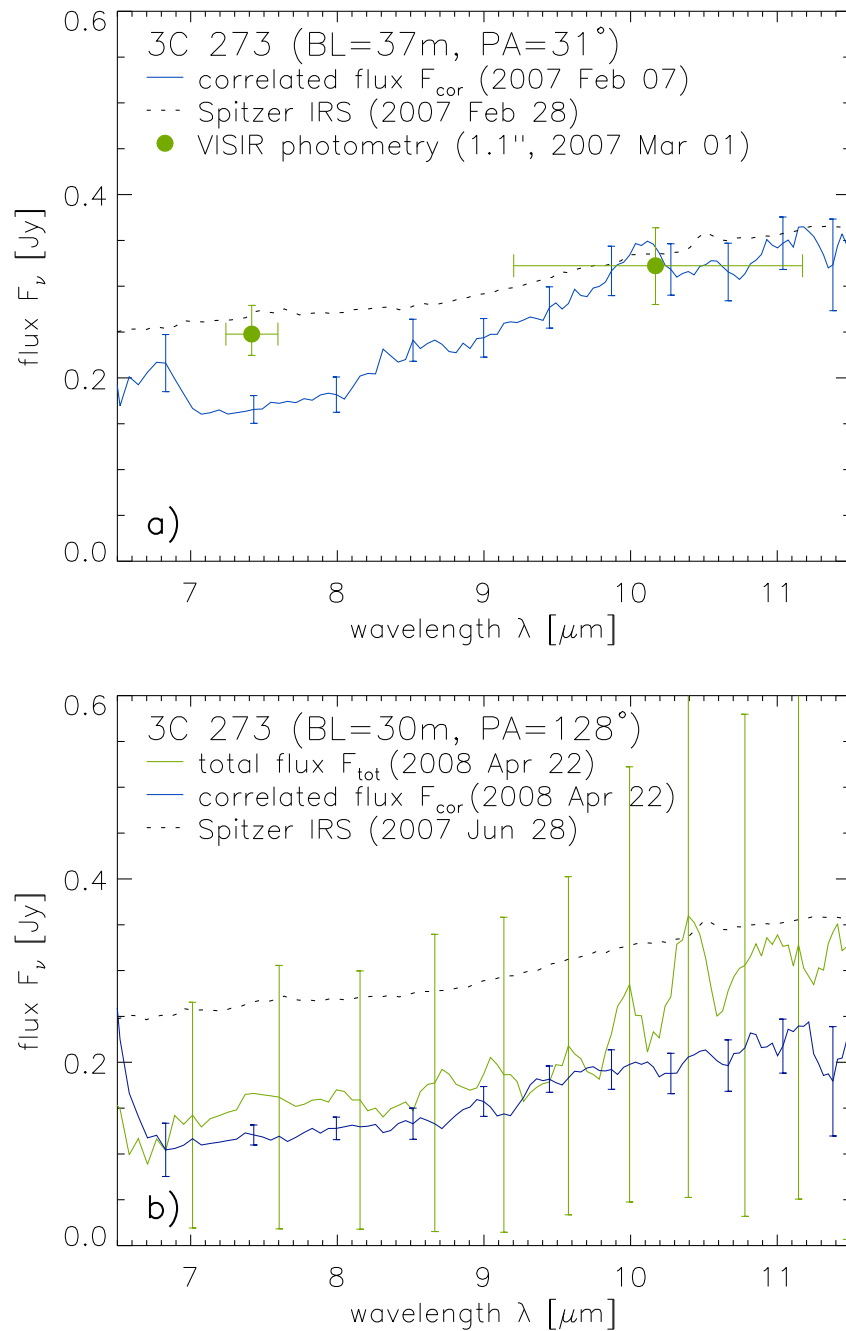 0.6
3C 273 (BL=37m, PA=31°)
correlated flux F_cor (2007 Feb 07)
Spitzer IRS (2007 Feb 28)
VISIR photometry (1.1", 2007 Mar 01)
0.4
flux F_ν [Jy]
0.2
a)
0.0
7 8 9 10 11
wavelength λ [μm]
0.6
3C 273 (BL=30m, PA=128°)
total flux F_tot (2008 Apr 22)
correlated flux F_cor (2008 Apr 22)
Spitzer IRS (2007 Jun 28)
0.4
flux F_ν [Jy]
0.2
b)
0.0
7 8 9 10 11
wavelength λ [μm]